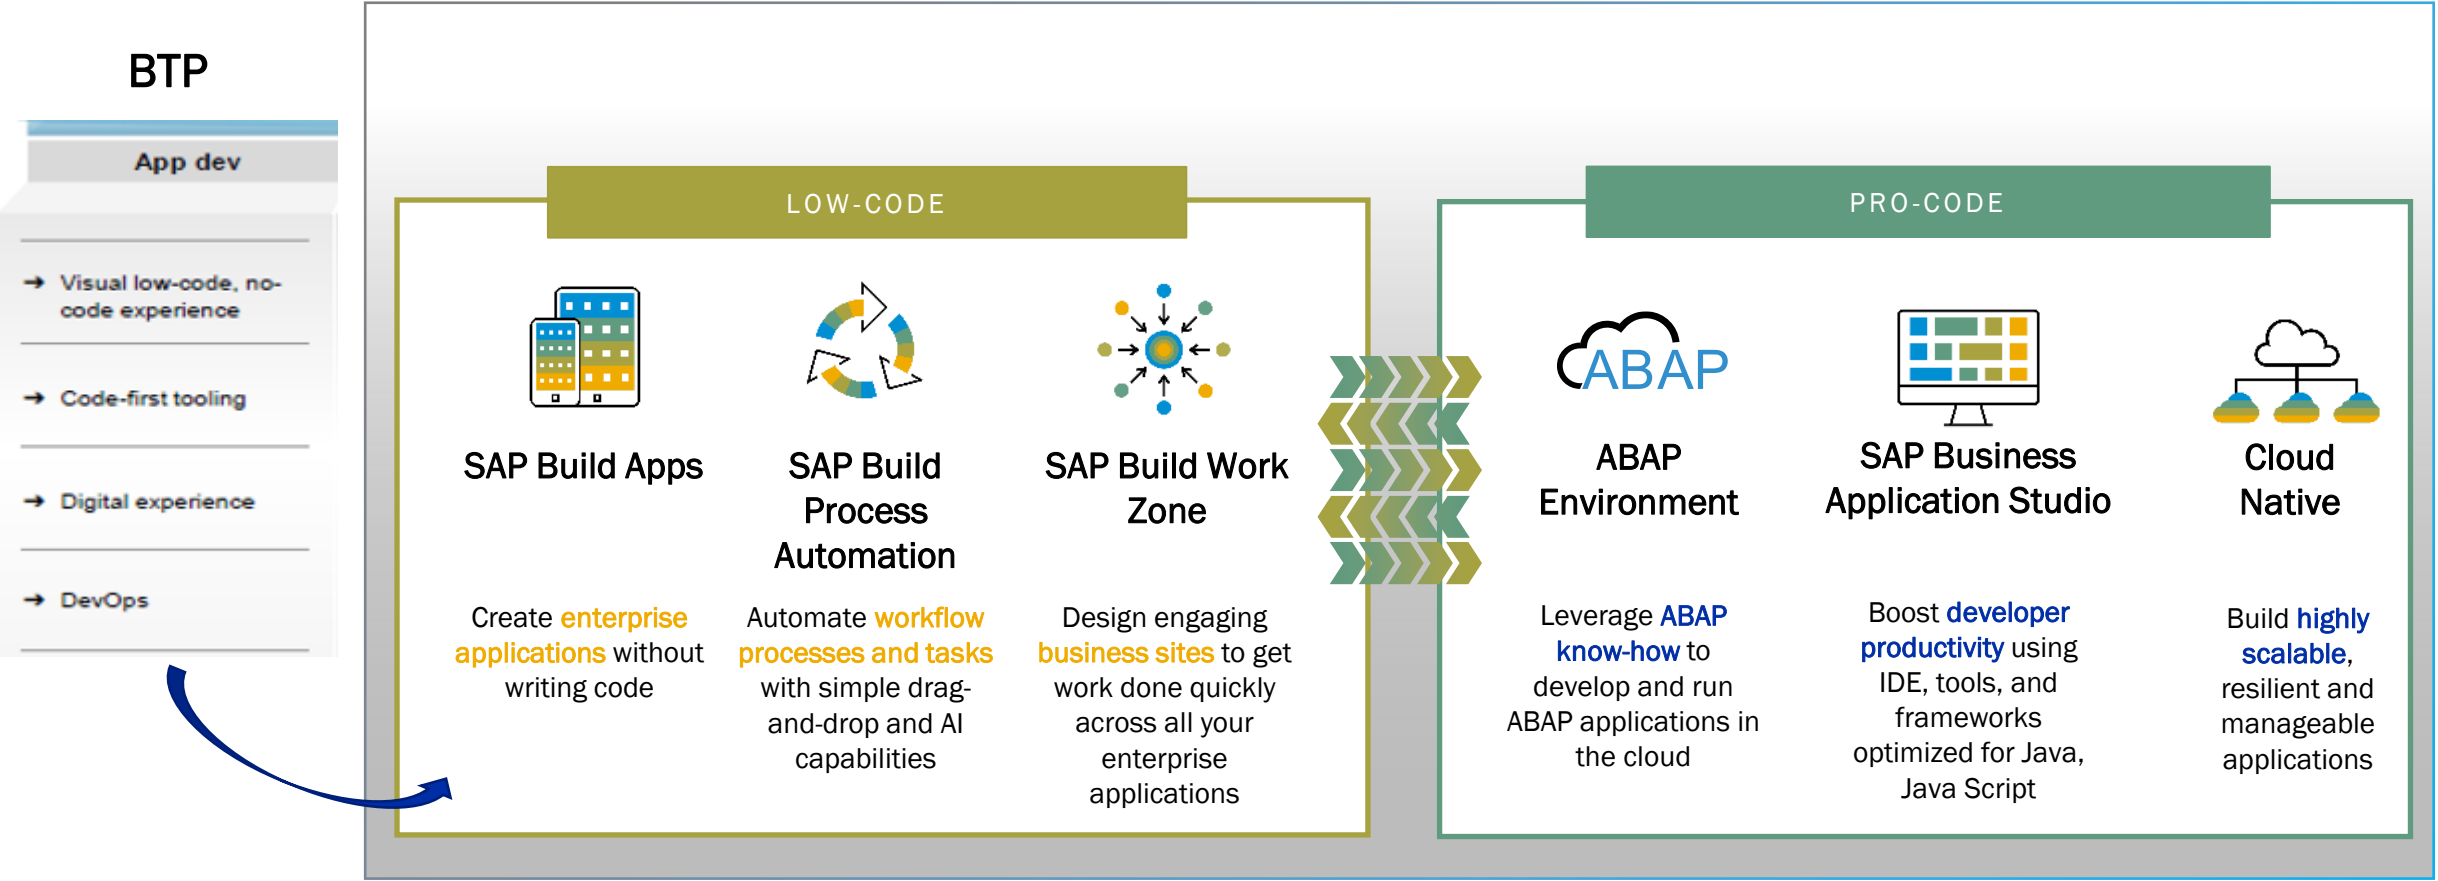 BTP
App dev
→ Visual low-code, no-
code experience
→ Code-first tooling
→ Digital experience
→ DevOps
LOW-CODE
SAP Build Apps
Create enterprise
applications without
writing code
SAP Build
Process
Automation
Automate workflow
processes and tasks
with simple drag-
and-drop and AI
capabilities
SAP Build Work
Zone
Design engaging
business sites to get
work done quickly
across all your
enterprise
applications
PRO-CODE
ABAP
ABAP
Environment
Leverage ABAP
know-how to
develop and run
ABAP applications in
the cloud
SAP Business
Application Studio
Boost developer
productivity using
IDE, tools, and
frameworks
optimized for Java,
Java Script
Cloud
Native
Build highly
scalable,
resilient and
manageable
applications